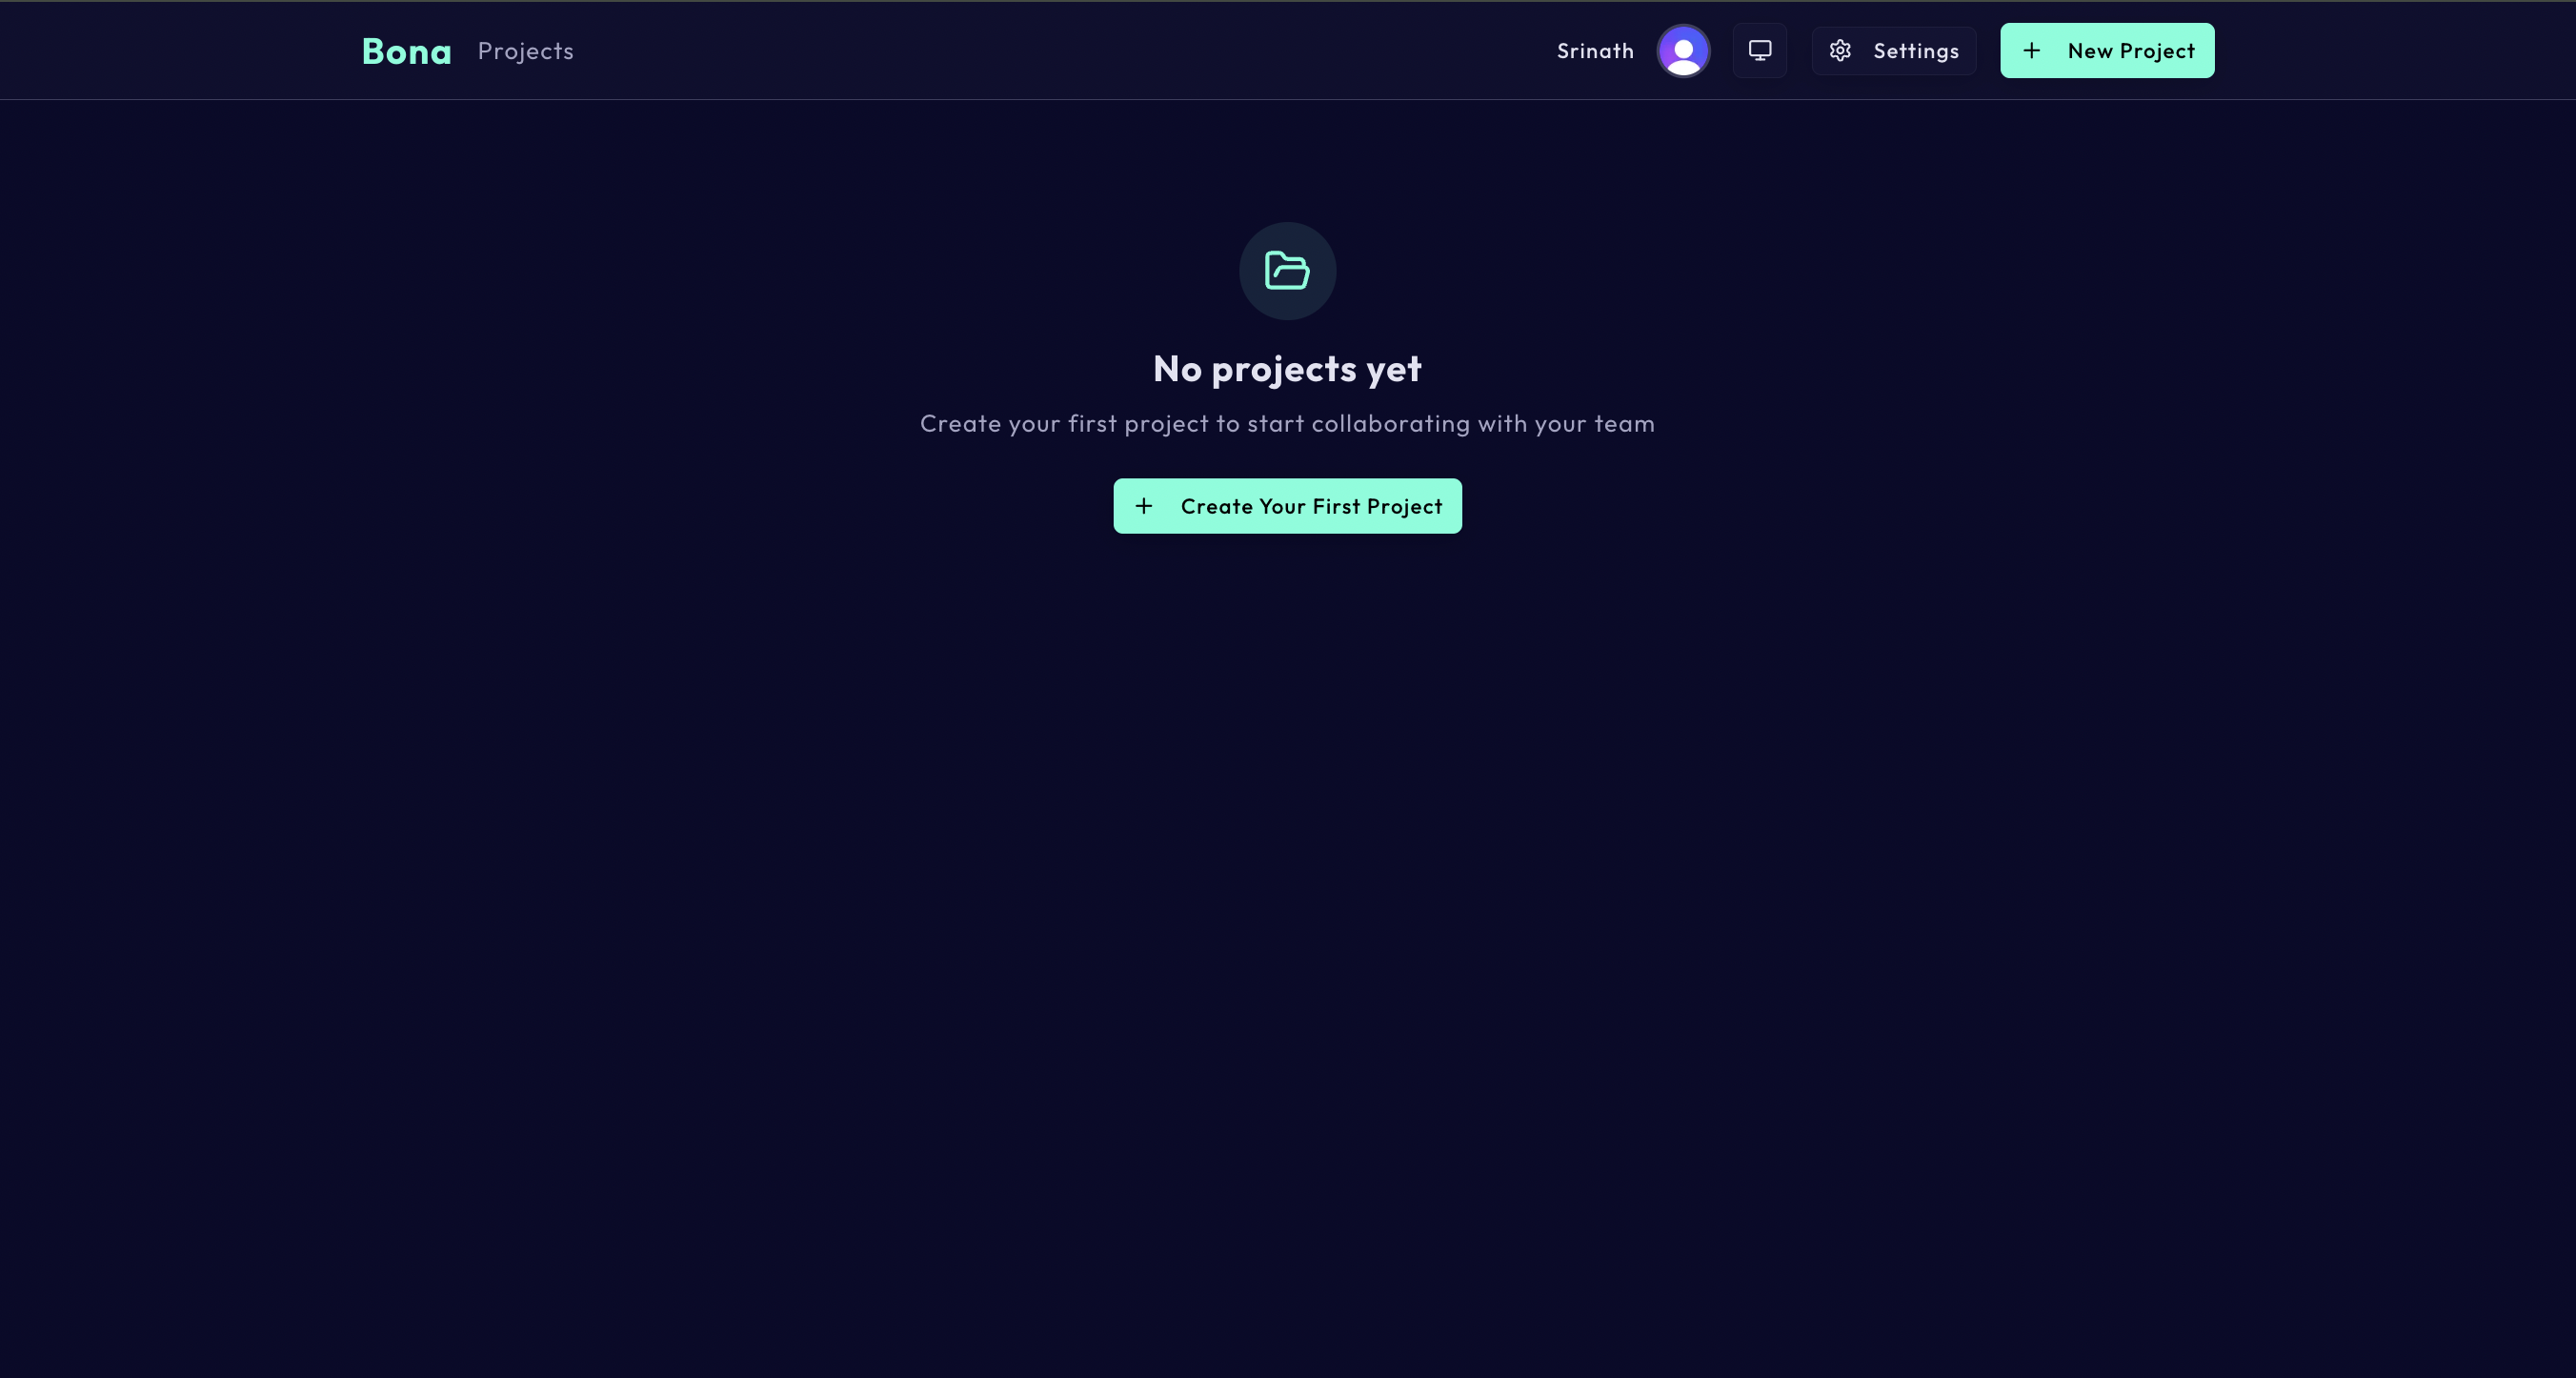 Bona Projects Srinath Settings New Project
No projects yet
Create your first project to start collaborating with your team
Create Your First Project